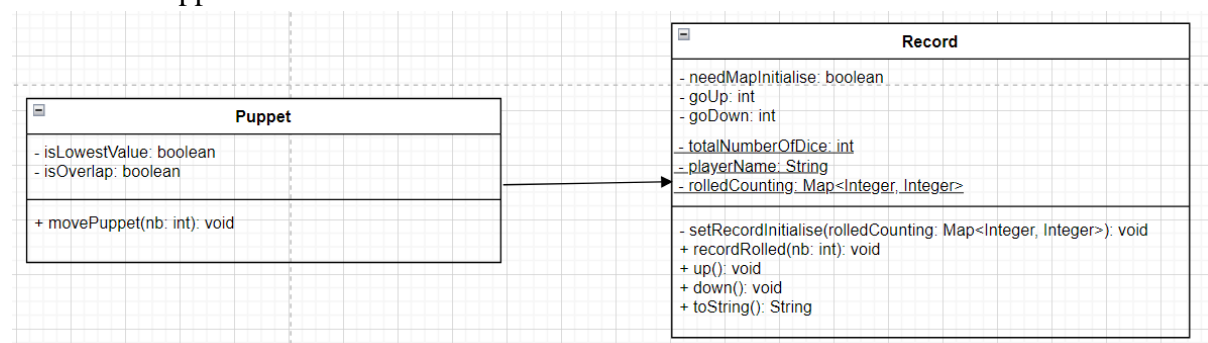 Puppet
- isLowestValue: boolean
- isOverlap: boolean
+ movePuppet(nb: int): void
Record
- needMapInitialise: boolean
- goUp: int
- goDown: int
- totalNumberOfDice: int
- playerName: String
- rolledCounting: Map<Integer, Integer>
- setRecordInitialise(rolledCounting: Map<Integer, Integer>): void
+ recordRolled(nb: int): void
+ up(): void
+ down(): void
+ toString(): String